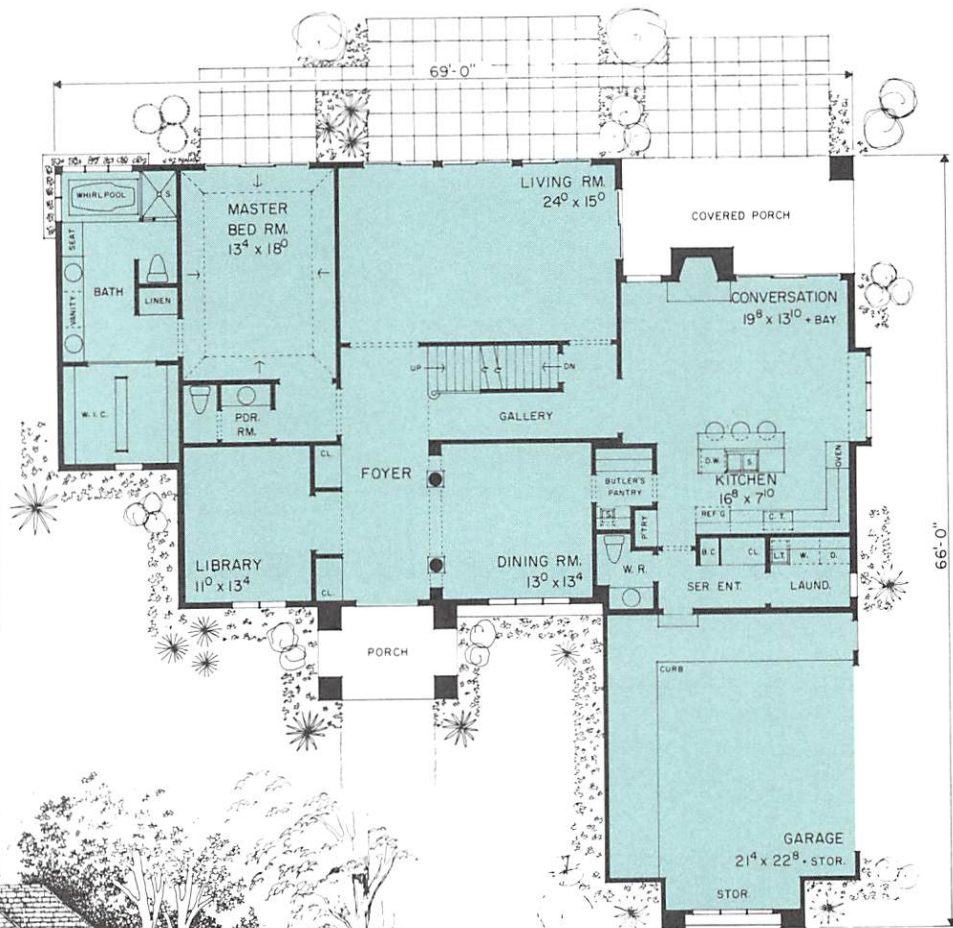 69'-0"
WHIRLPOOL
S.
MASTER
BED RM.
13⁴ x 18⁰
LIVING RM.
24⁰ x 15⁰
COVERED PORCH
SEAT
BATH
LINEN
VANITY
CONVERSATION
19⁸ x 13¹⁰ + BAY
UP
DN
W.I.C.
PDR.
RM.
GALLERY
CL.
FOYER
BUTLER'S
PANTRY
S.
PTRY
D.W.
S.
OVEN
KITCHEN
16⁸ x 7¹⁰
REF'G
C.T.
66'-0"
LIBRARY
11⁰ x 13⁴
CL.
DINING RM.
13⁰ x 13⁴
W.R.
B.C.
CL.
L.T.
W.
D.
SER. ENT.
LAUND.
PORCH
CURB
GARAGE
21⁴ x 22⁸ + STOR.
STOR.